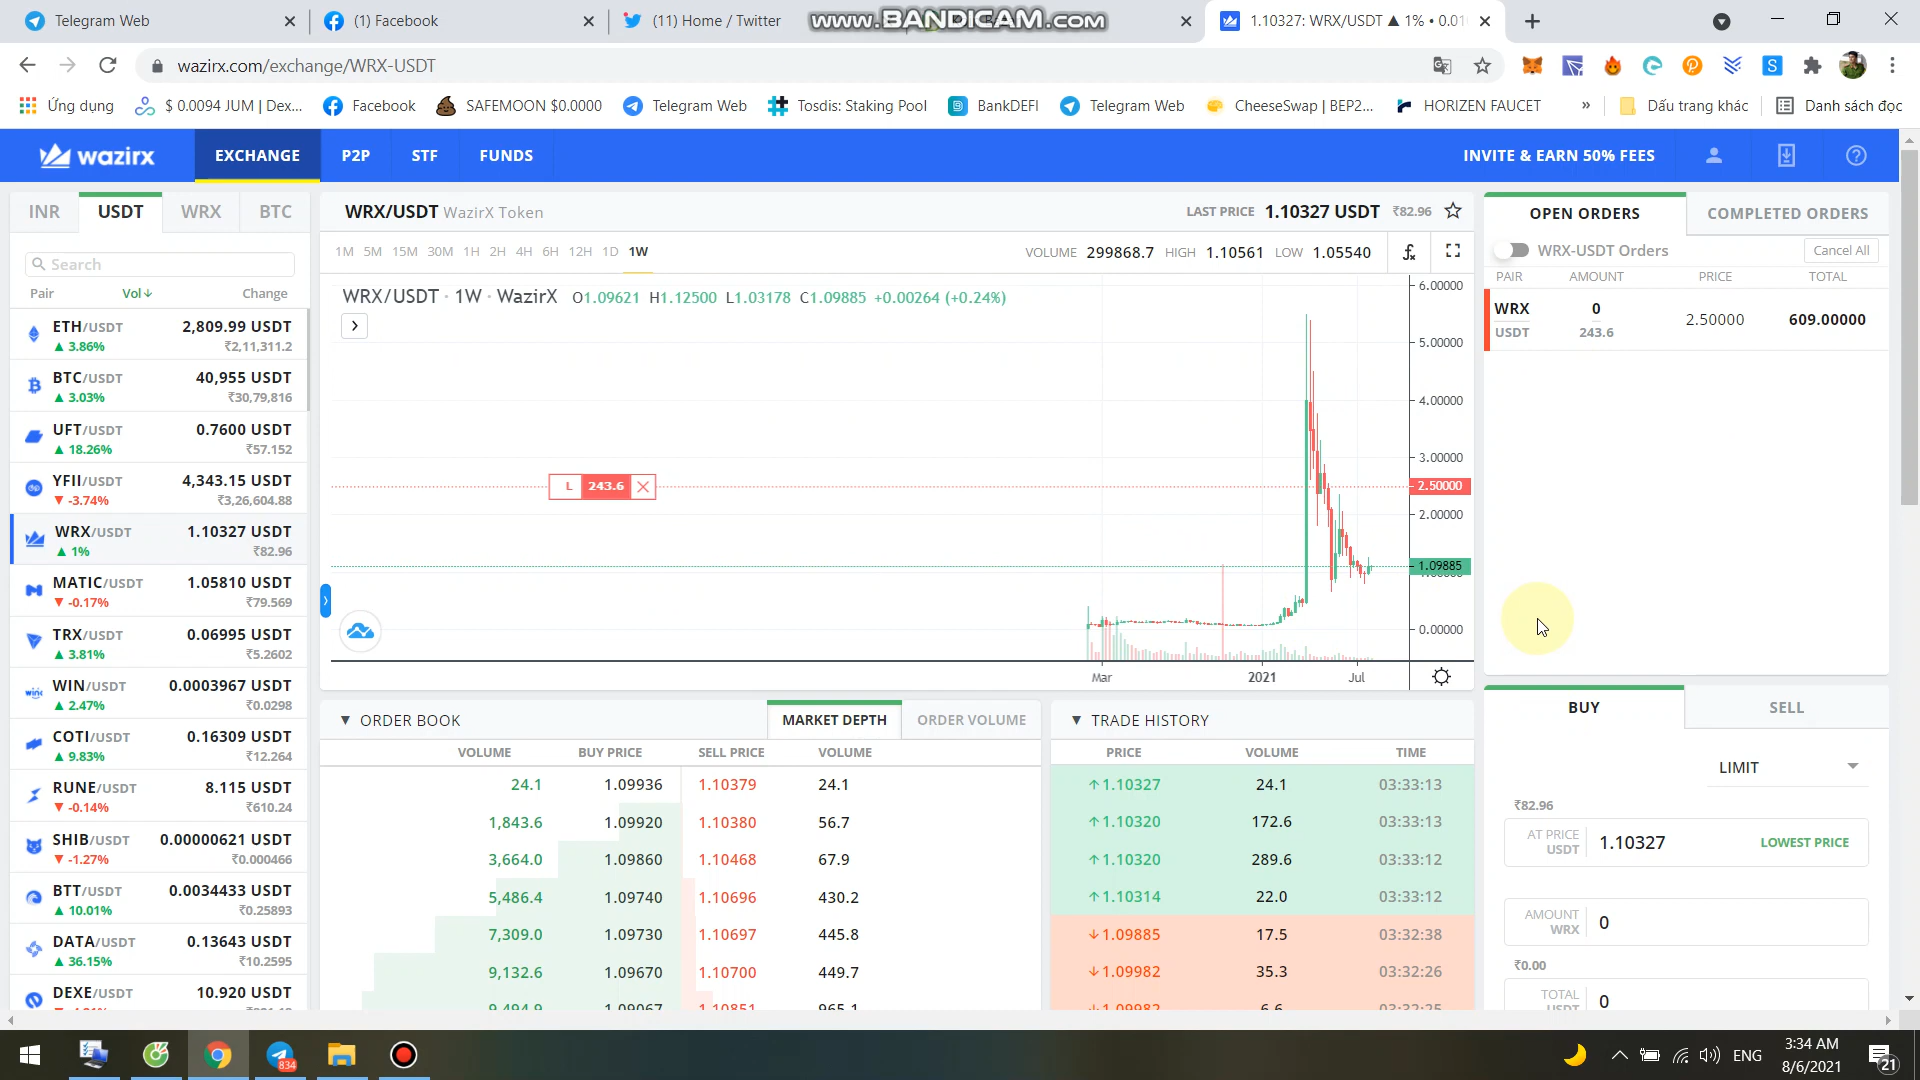 Telegram Web
(1) Facebook
(11) Home / Twitter
www.BANDICAM.com
1.10327: WRX/USDT ▲ 1% • 0.01
wazirx.com/exchange/WRX-USDT
Ứng dụng
$ 0.0094 JUM | Dex...
Facebook
SAFEMOON $0.0000
Telegram Web
Tosdis: Staking Pool
BankDEFI
Telegram Web
CheeseSwap | BEP2...
HORIZEN FAUCET
»
Dấu trang khác
Danh sách đọc
wazirx
EXCHANGE
P2P
STF
FUNDS
INVITE & EARN 50% FEES
INR
USDT
WRX
BTC
Search
Pair
Vol↓
Change
ETH/USDT 2,809.99 USDT
▲ 3.86% ₹2,11,311.2
BTC/USDT 40,955 USDT
▲ 3.03% ₹30,79,816
UFT/USDT 0.7600 USDT
▲ 18.26% ₹57.152
YFII/USDT 4,343.15 USDT
▼ -3.74% ₹3,26,604.88
WRX/USDT 1.10327 USDT
▲ 1% ₹82.96
MATIC/USDT 1.05810 USDT
▼ -0.17% ₹79.569
TRX/USDT 0.06995 USDT
▲ 3.81% ₹5.2602
WIN/USDT 0.0003967 USDT
▲ 2.47% ₹0.0298
COTI/USDT 0.16309 USDT
▲ 9.83% ₹12.264
RUNE/USDT 8.115 USDT
▼ -0.14% ₹610.24
SHIB/USDT 0.00000621 USDT
▼ -1.27% ₹0.000466
BTT/USDT 0.0034433 USDT
▲ 10.01% ₹0.25893
DATA/USDT 0.13643 USDT
▲ 36.15% ₹10.2595
DEXE/USDT 10.920 USDT
WRX/USDT WazirX Token
LAST PRICE 1.10327 USDT ₹82.96
1M 5M 15M 30M 1H 2H 4H 6H 12H 1D 1W
VOLUME 299868.7 HIGH 1.10561 LOW 1.05540
WRX/USDT · 1W · WazirX O1.09621 H1.12500 L1.03178 C1.09885 +0.00264 (+0.24%)
6.00000
5.00000
4.00000
3.00000
L 243.6
2.50000
2.00000
1.09885
0.00000
Mar
2021
Jul
▼ ORDER BOOK
MARKET DEPTH
ORDER VOLUME
VOLUME BUY PRICE SELL PRICE VOLUME
24.1 1.09936 1.10379 24.1
1,843.6 1.09920 1.10380 56.7
3,664.0 1.09860 1.10468 67.9
5,486.4 1.09740 1.10696 430.2
7,309.0 1.09730 1.10697 445.8
9,132.6 1.09670 1.10700 449.7
9,494.9 1.09067 1.10851 965.1
▼ TRADE HISTORY
PRICE VOLUME TIME
↑1.10327 24.1 03:33:13
↑1.10320 172.6 03:33:13
↑1.10320 289.6 03:33:12
↑1.10314 22.0 03:33:12
↓1.09885 17.5 03:32:38
↓1.09982 35.3 03:32:26
↓1.09982 6.6 03:32:25
OPEN ORDERS
COMPLETED ORDERS
WRX-USDT Orders
Cancel All
PAIR AMOUNT PRICE TOTAL
WRX 0 2.50000 609.00000
USDT 243.6
BUY
SELL
LIMIT
₹82.96
AT PRICE
USDT
1.10327
LOWEST PRICE
AMOUNT
WRX
0
₹0.00
TOTAL
USDT
0
834
ENG
3:34 AM
8/6/2021
21